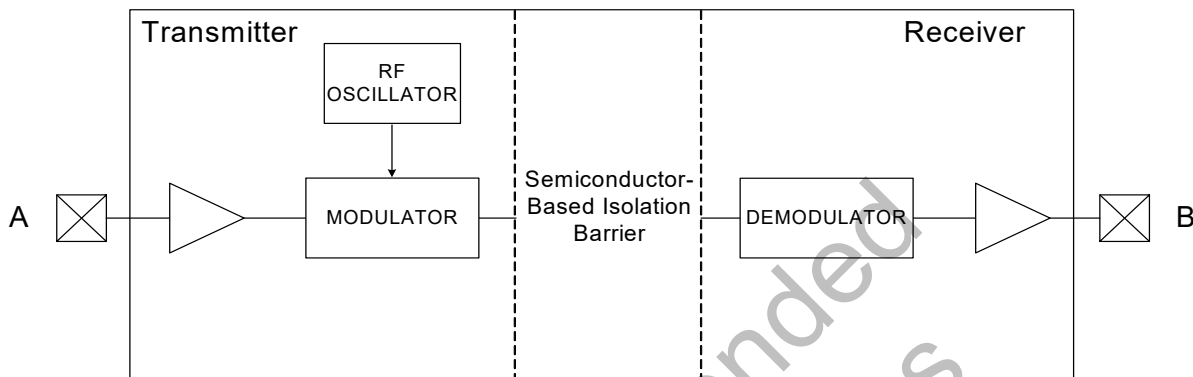 Transmitter
Receiver
RF
OSCILLATOR
A
MODULATOR
Semiconductor-
Based Isolation
Barrier
DEMODULATOR
B